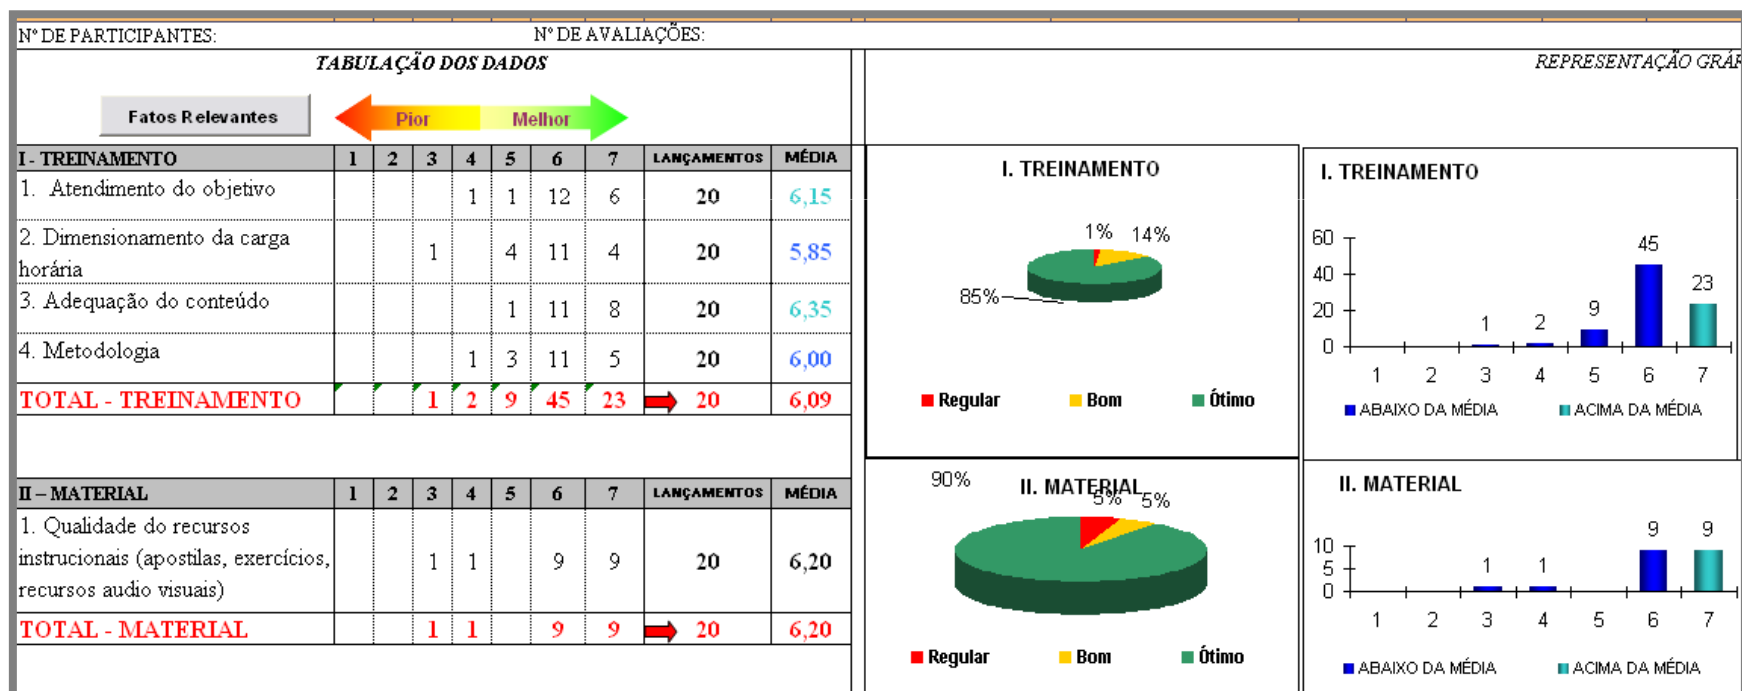 Nº DE PARTICIPANTES: Nº DE AVALIAÇÕES:
TABULAÇÃO DOS DADOS
REPRESENTAÇÃO GRÁF
Fatos Relevantes
Pior Melhor
I - TREINAMENTO 1 2 3 4 5 6 7 LANÇAMENTOS MÉDIA
1. Atendimento do objetivo 1 1 12 6 20 6,15
2. Dimensionamento da carga
horária 1 4 11 4 20 5,85
3. Adequação do conteúdo 1 11 8 20 6,35
4. Metodologia 1 3 11 5 20 6,00
TOTAL - TREINAMENTO 1 2 9 45 23 20 6,09
II – MATERIAL 1 2 3 4 5 6 7 LANÇAMENTOS MÉDIA
1. Qualidade do recursos
instrucionais (apostilas, exercícios, 1 1 9 9 20 6,20
recursos audio visuais)
TOTAL - MATERIAL 1 1 9 9 20 6,20
I. TREINAMENTO
1% 14%
85%
Regular Bom Ótimo
I. TREINAMENTO
60
40
20
0
1 2 9 45 23
1 2 3 4 5 6 7
ABAIXO DA MÉDIA ACIMA DA MÉDIA
II. MATERIAL
90% 5% 5%
Regular Bom Ótimo
II. MATERIAL
10
5
0
1 1 9 9
1 2 3 4 5 6 7
ABAIXO DA MÉDIA ACIMA DA MÉDIA